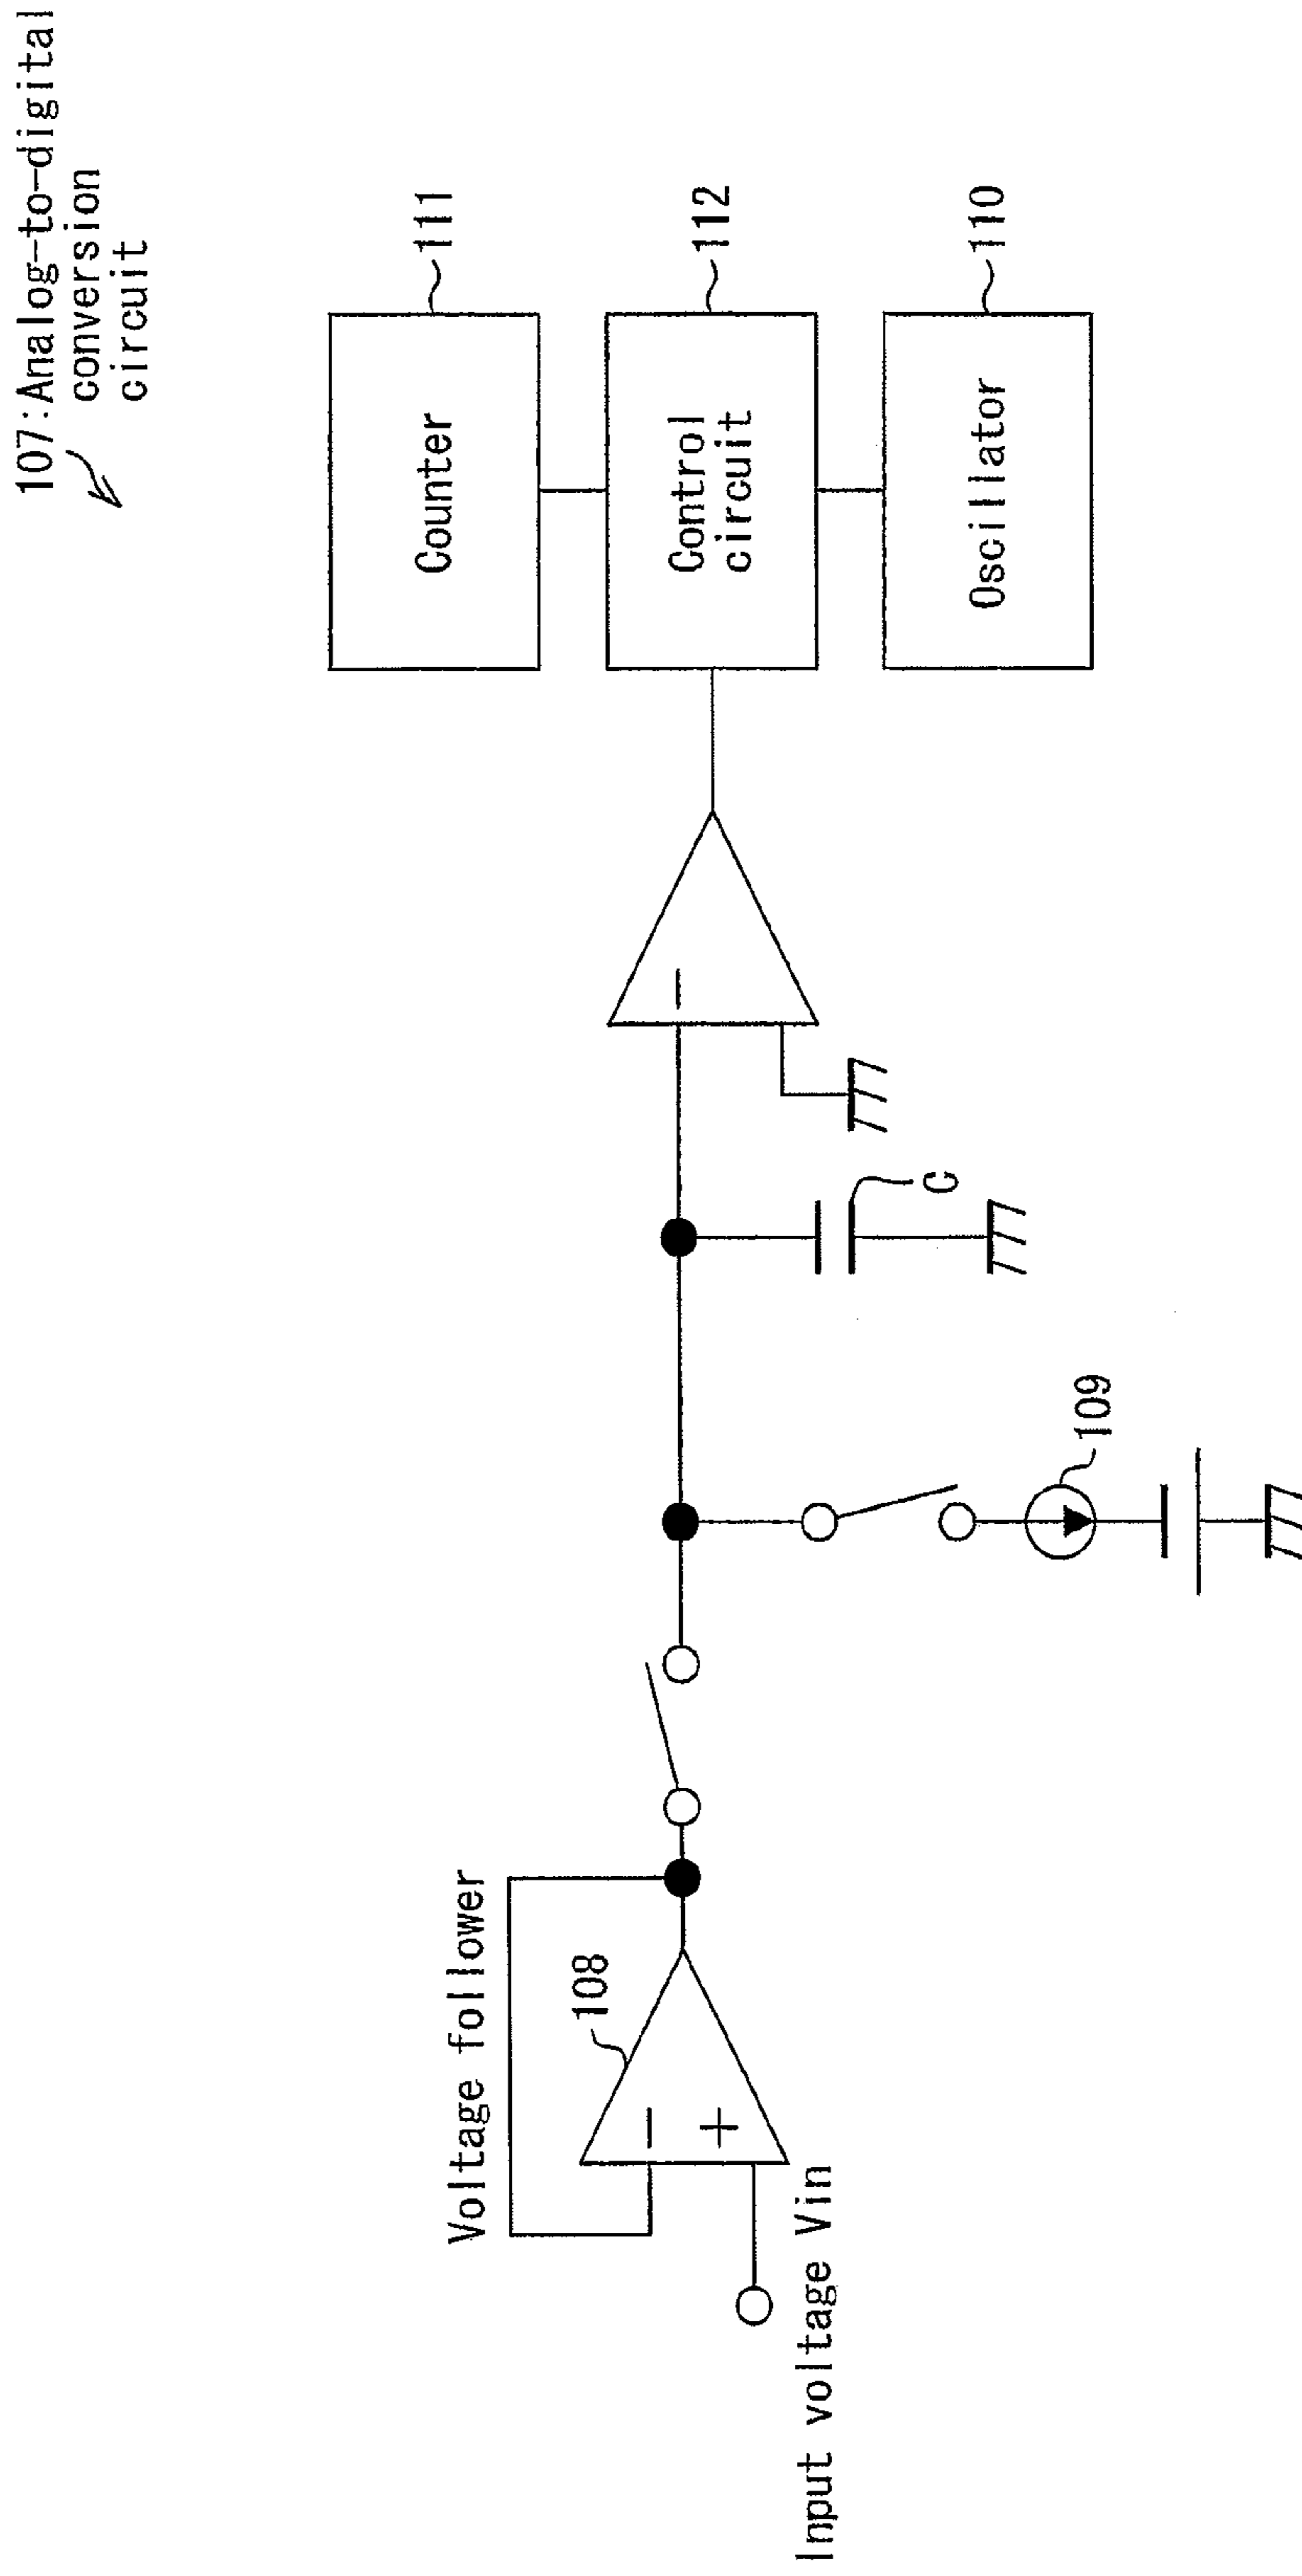 107:Analog-to-digital
conversion
circuit
Voltage follower
108
Input voltage Vin
−
+
109
C
−
Counter
111
Control
circuit
112
Oscillator
110